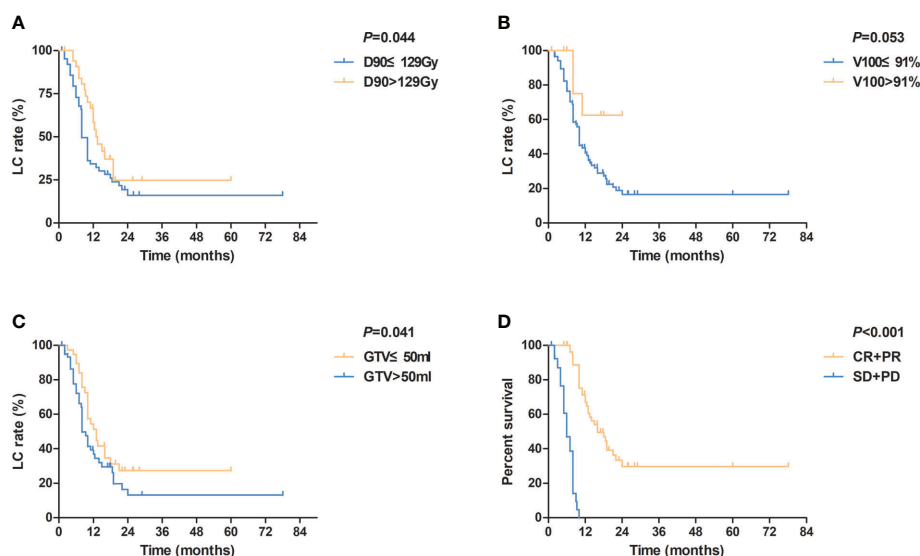 A
P=0.044
D90≤ 129Gy
D90>129Gy
LC rate (%)
100
75
50
25
0
0 12 24 36 48 60 72 84
Time (months)
B
P=0.053
V100≤ 91%
V100>91%
LC rate (%)
100
80
60
40
20
0
0 12 24 36 48 60 72 84
Time (months)
C
P=0.041
GTV≤ 50ml
GTV>50ml
LC rate (%)
100
80
60
40
20
0
0 12 24 36 48 60 72 84
Time (months)
D
P<0.001
CR+PR
SD+PD
Percent survival
100
80
60
40
20
0
0 12 24 36 48 60 72 84
Time (months)